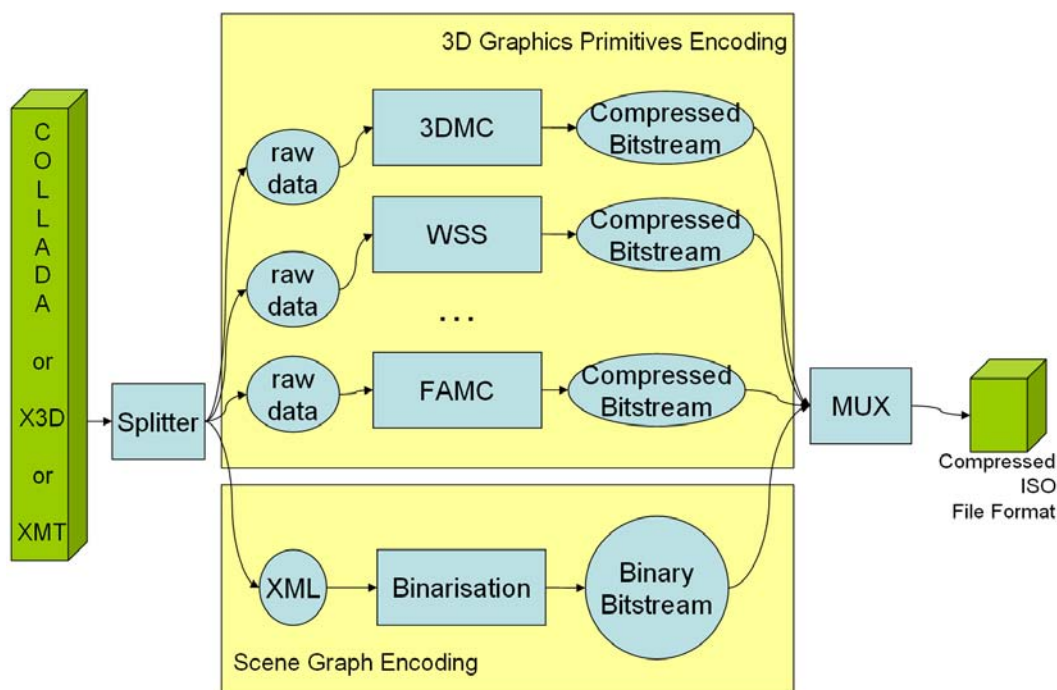 COLLADA
or
X3D
or
XMT
Splitter
3D Graphics Primitives Encoding
raw
data
3DMC
Compressed
Bitstream
raw
data
WSS
Compressed
Bitstream
...
raw
data
FAMC
Compressed
Bitstream
XML
Binarisation
Binary
Bitstream
Scene Graph Encoding
MUX
Compressed
ISO
File Format